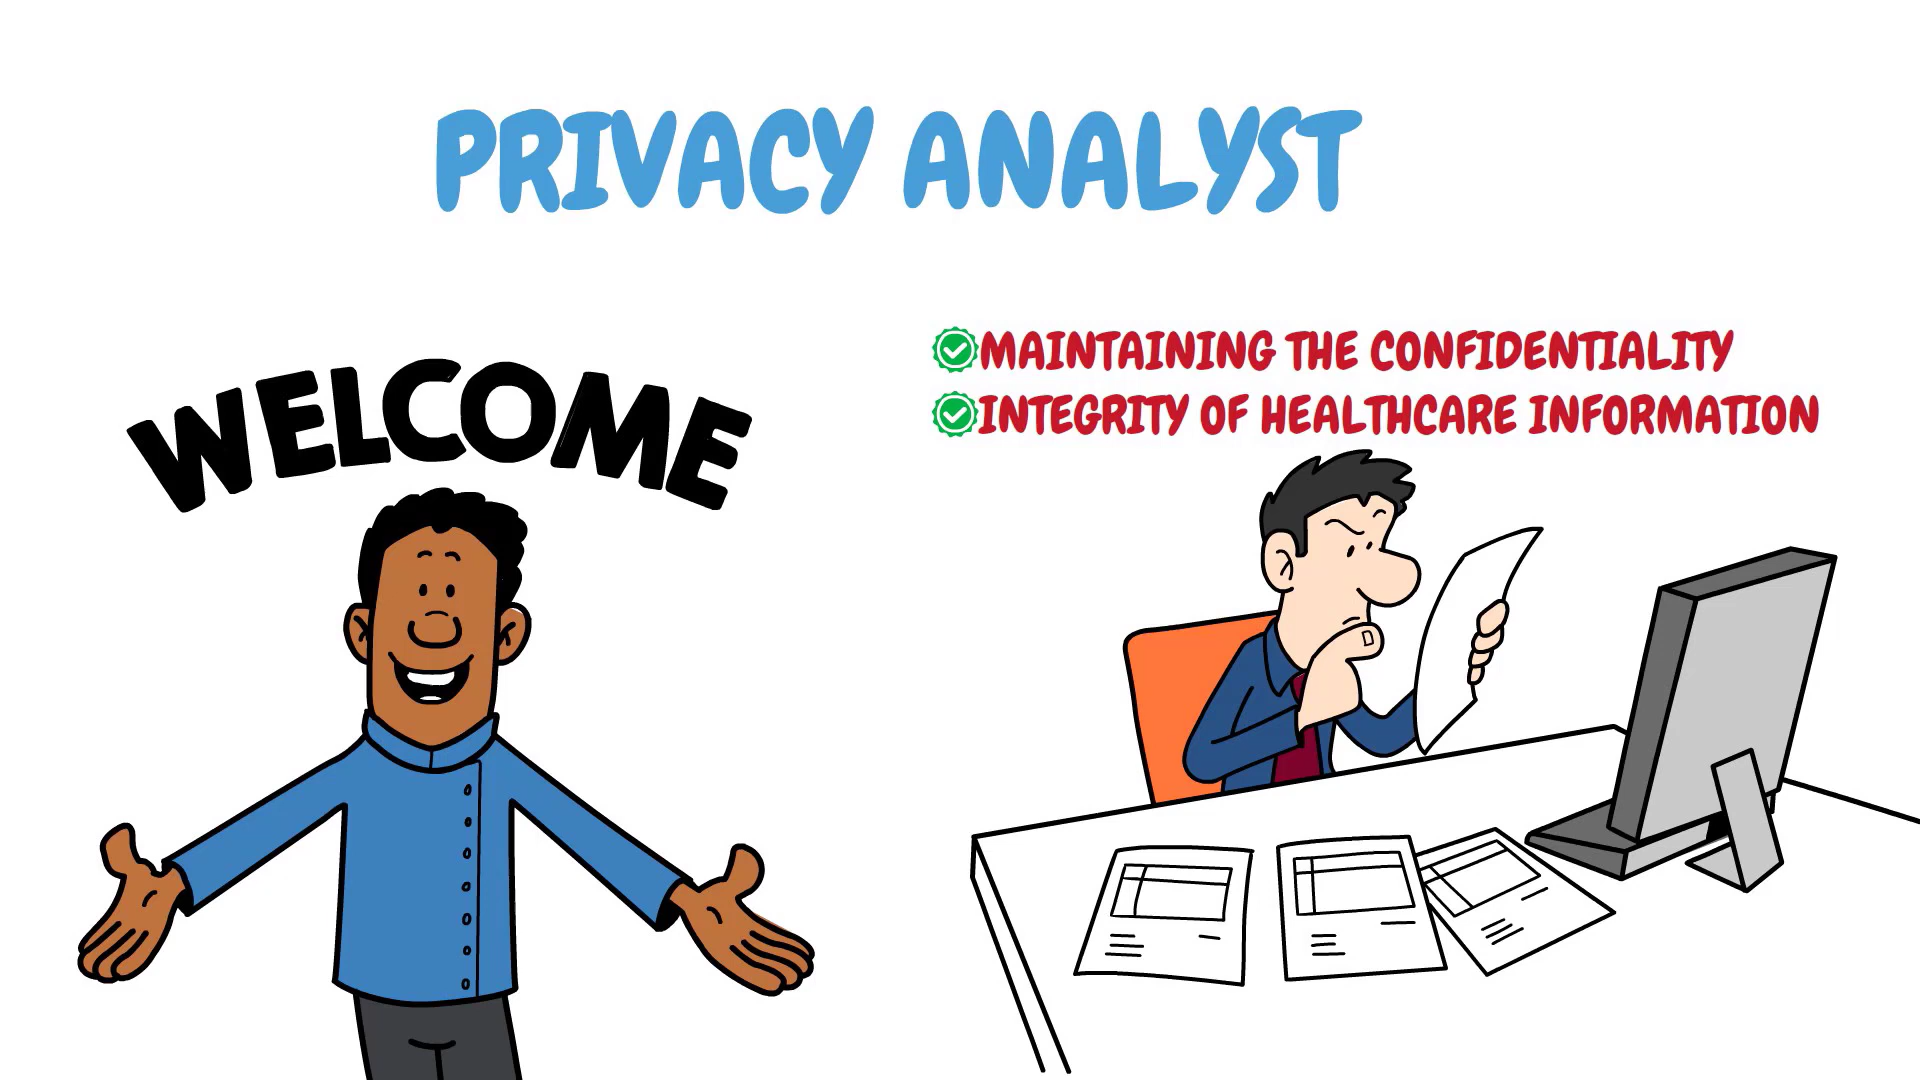 PRIVACY ANALYST
WELCOME
MAINTAINING THE CONFIDENTIALITY
INTEGRITY OF HEALTHCARE INFORMATION